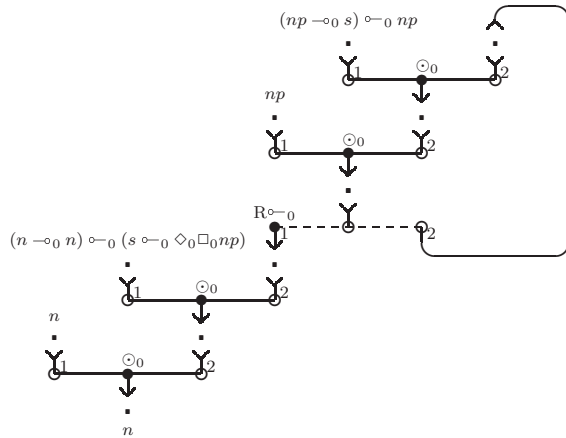 (np ⊸₀ s) ⟜₀ np
⊙₀
1 2
np
⊙₀
1 2
R⟜₀
1 2
(n ⊸₀ n) ⟜₀ (s ⟜₀ ◇₀□₀np)
⊙₀
1 2
n
⊙₀
1 2
n